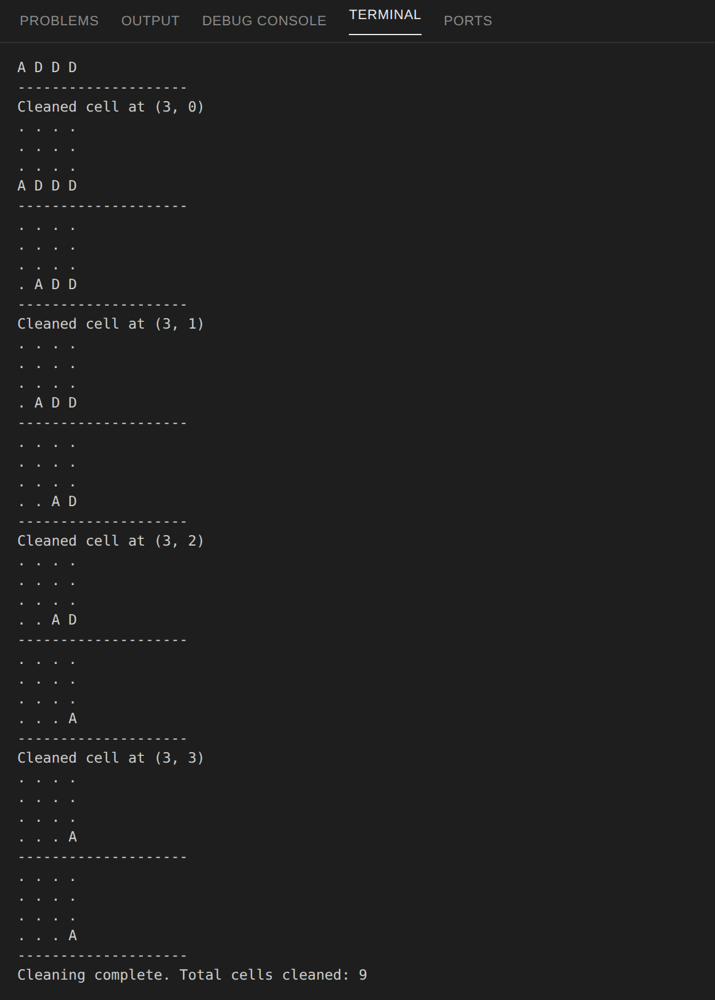 PROBLEMS OUTPUT DEBUG CONSOLE TERMINAL PORTS
A D D D
--------------------
Cleaned cell at (3, 0)
. . . .
. . . .
. . . .
A D D D
--------------------
. . . .
. . . .
. . . .
. A D D
--------------------
Cleaned cell at (3, 1)
. . . .
. . . .
. . . .
. A D D
--------------------
. . . .
. . . .
. . . .
. . A D
--------------------
Cleaned cell at (3, 2)
. . . .
. . . .
. . . .
. . A D
--------------------
. . . .
. . . .
. . . .
. . . A
--------------------
Cleaned cell at (3, 3)
. . . .
. . . .
. . . .
. . . A
--------------------
. . . .
. . . .
. . . .
. . . A
--------------------
Cleaning complete. Total cells cleaned: 9